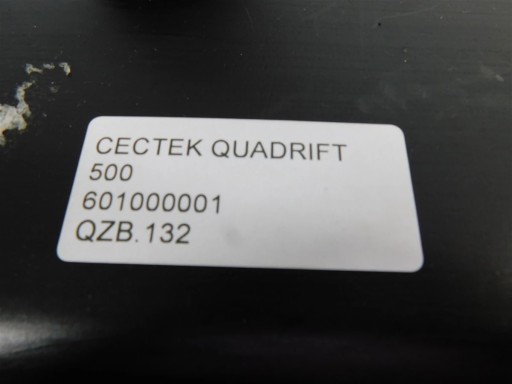 CECTEK QUADRIFT
500
601000001
QZB.132